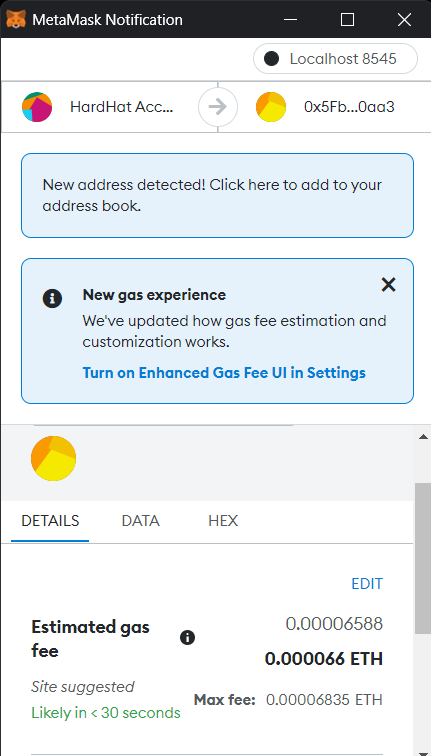 MetaMask Notification
Localhost 8545
HardHat Acc...
0x5Fb...0aa3
New address detected! Click here to add to your
address book.
New gas experience
We've updated how gas fee estimation and
customization works.
Turn on Enhanced Gas Fee UI in Settings
DETAILS
DATA
HEX
EDIT
Estimated gas
fee
0.00006588
0.000066 ETH
Site suggested
Likely in < 30 seconds
Max fee: 0.00006835 ETH